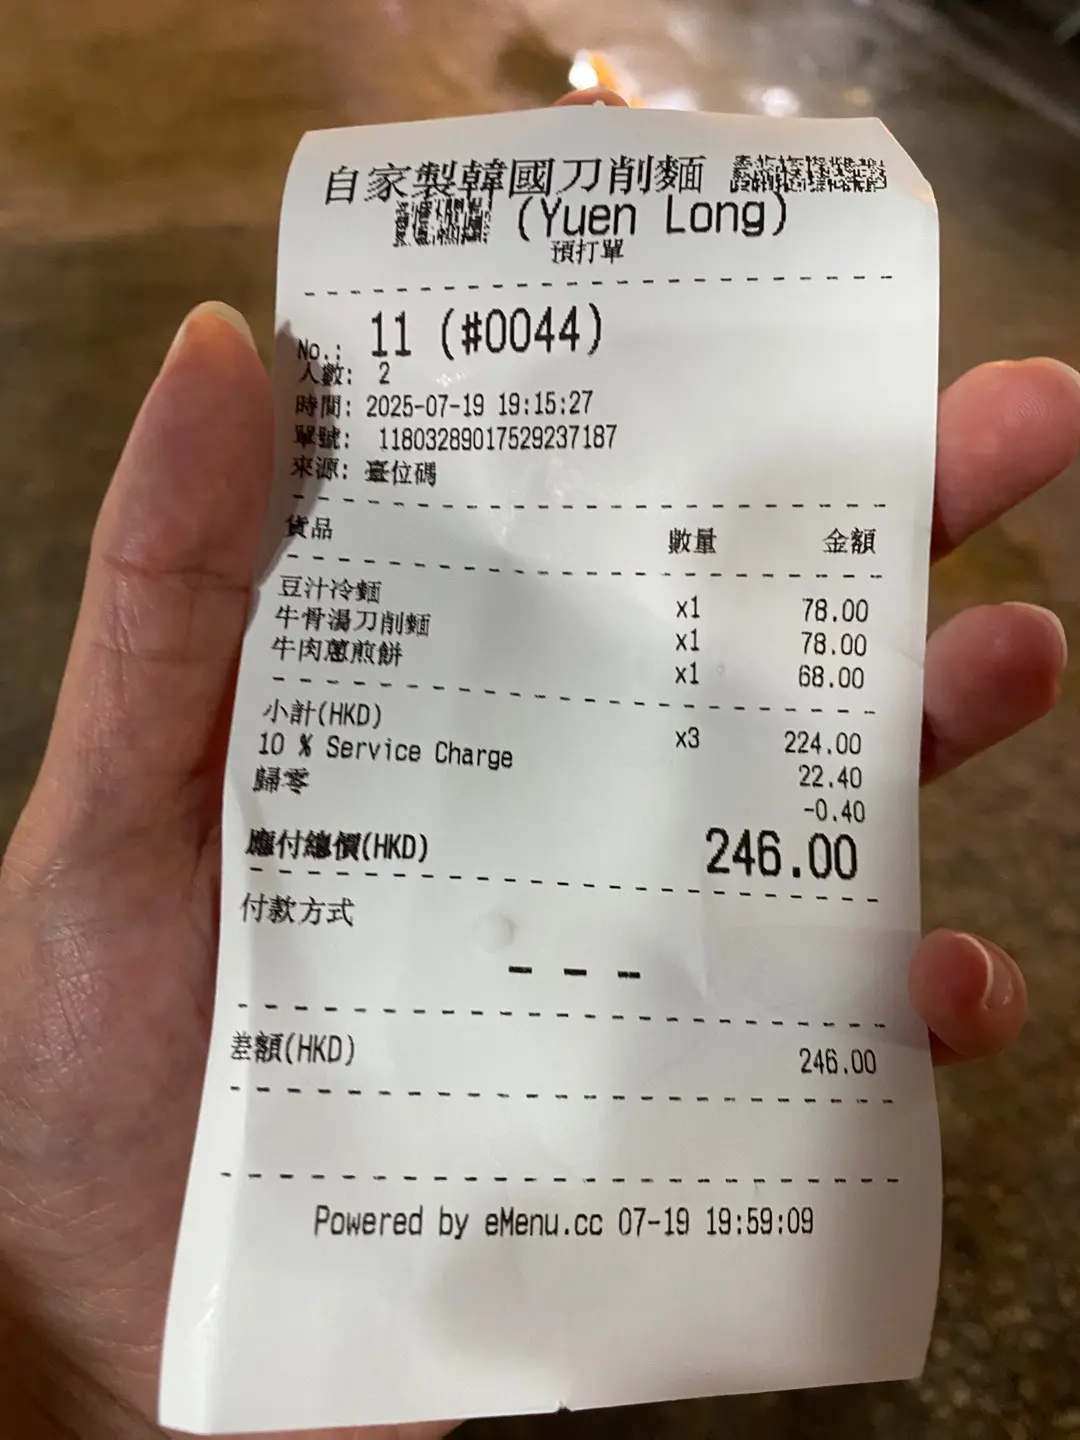 自家製韓國刀削麵
(Yuen Long)
預打單
No.: 11 (#0044)
人數: 2
時間: 2025-07-19 19:15:27
單號: 11803289017529237187
來源: 臺位碼
貨品 數量 金額
豆汁冷麵 x1 78.00
牛骨湯刀削麵 x1 78.00
牛肉蔥煎餅 x1 68.00
小計(HKD) x3 224.00
10 % Service Charge 22.40
歸零 -0.40
應付總價(HKD) 246.00
付款方式
---
差額(HKD) 246.00
Powered by eMenu.cc 07-19 19:59:09